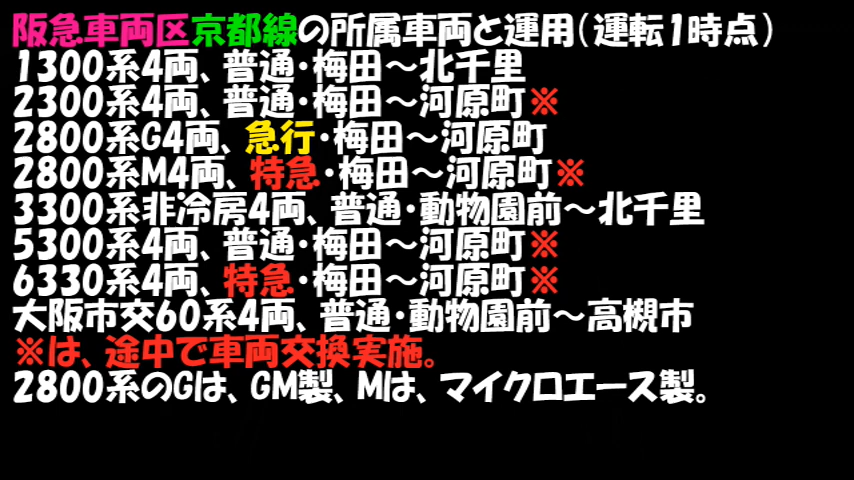 阪急車両区京都線の所属車両と運用(運転1時点)
1300系4両、普通・梅田～北千里
2300系4両、普通・梅田～河原町※
2800系G4両、急行・梅田～河原町
2800系M4両、特急・梅田～河原町※
3300系非冷房4両、普通・動物園前～北千里
5300系4両、普通・梅田～河原町※
6330系4両、特急・梅田～河原町※
大阪市交60系4両、普通・動物園前～高槻市
※は、途中で車両交換実施。
2800系のGは、GM製、Mは、マイクロエース製。